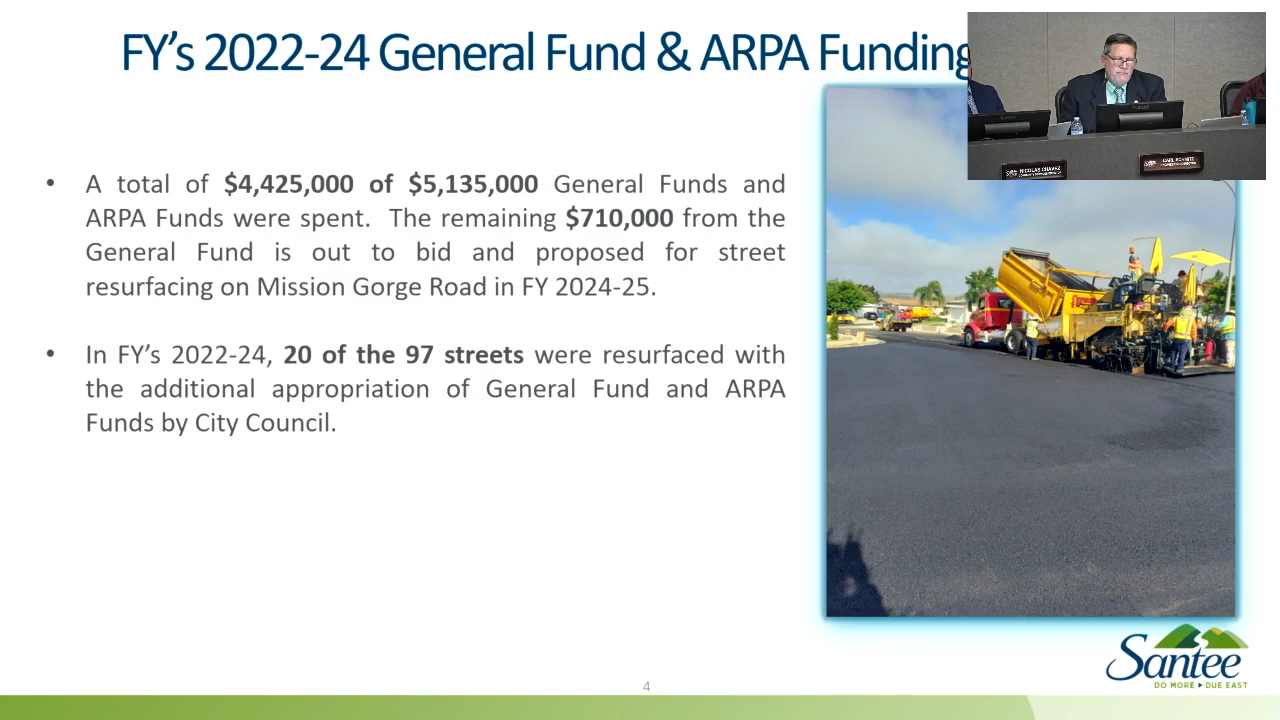 FY's 2022-24 General Fund & ARPA Funding
• A total of $4,425,000 of $5,135,000 General Funds and
ARPA Funds were spent. The remaining $710,000 from the
General Fund is out to bid and proposed for street
resurfacing on Mission Gorge Road in FY 2024-25.
• In FY's 2022-24, 20 of the 97 streets were resurfaced with
the additional appropriation of General Fund and ARPA
Funds by City Council.
NICOLAS CHAVEZ
CARL SCHMITZ
Santee
DO MORE ▸ DUE EAST
4